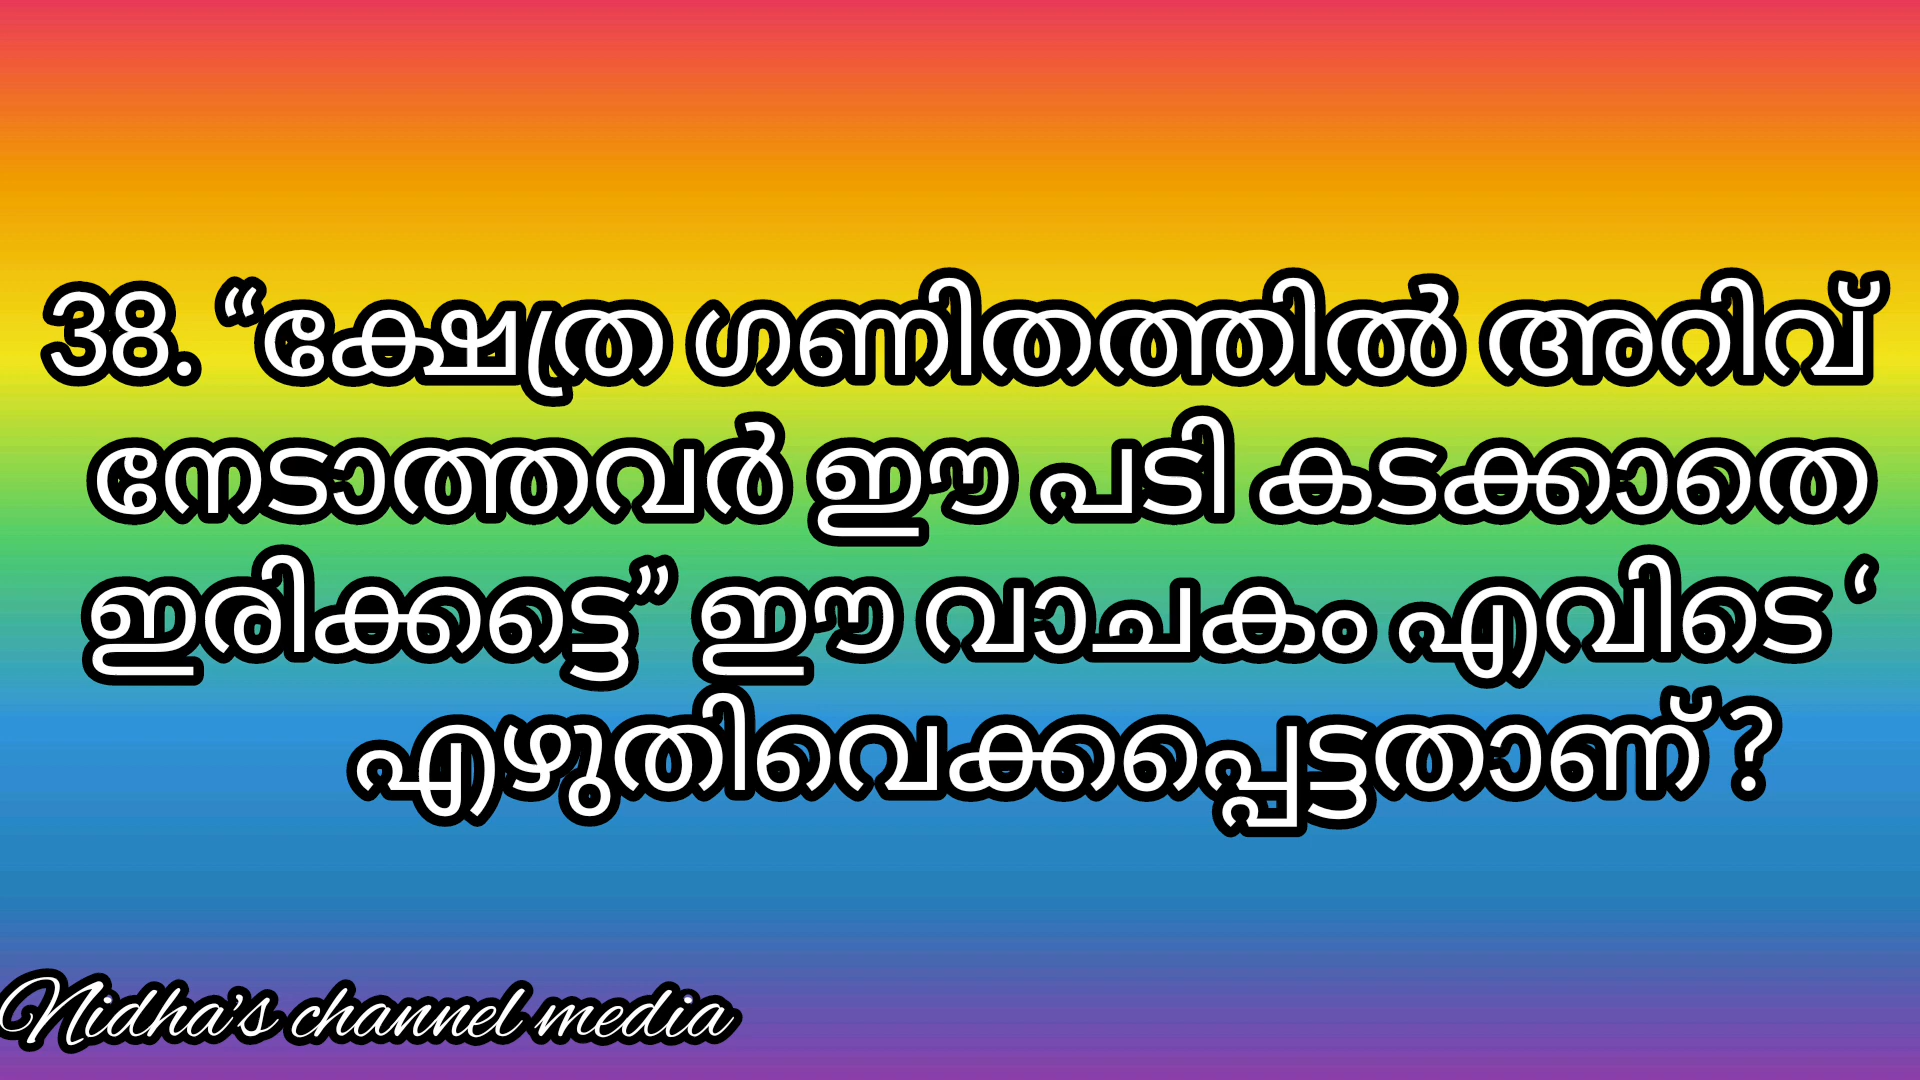 38. “ക്ഷേത്ര ഗണിതത്തിൽ അറിവ്
നേടാത്തവർ ഈ പടി കടക്കാതെ
ഇരിക്കട്ടെ” ഈ വാചകം എവിടെ ‘
എഴുതിവെക്കപ്പെട്ടതാണ് ?
Nidha's channel media